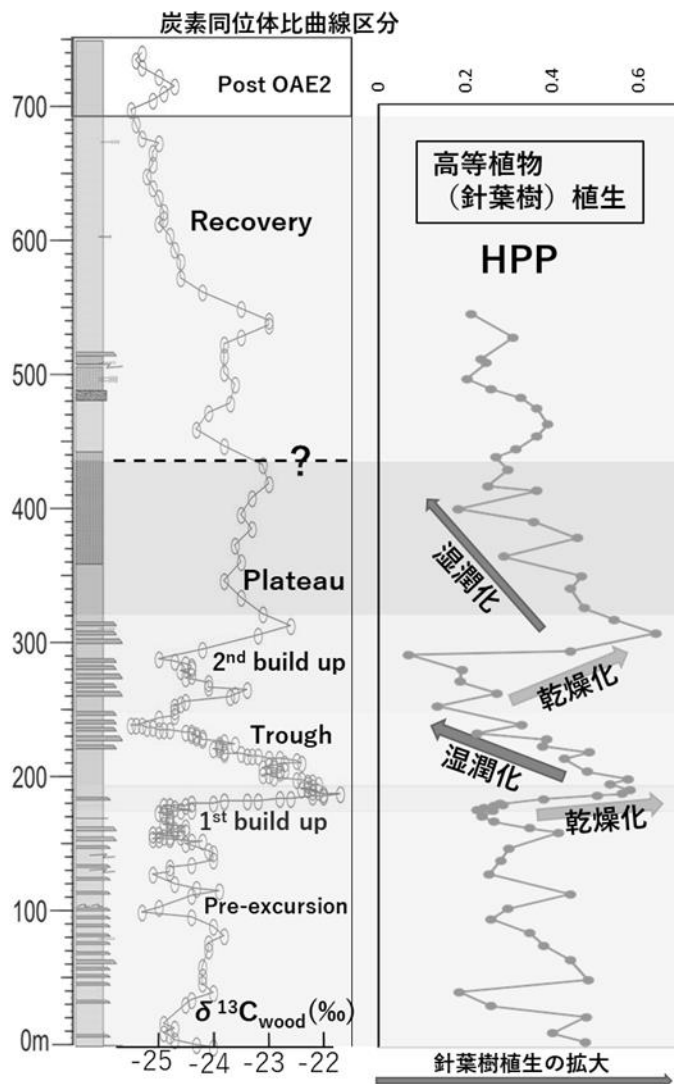 炭素同位体比曲線区分
0
0.2
0.4
0.6
700
600
500
400
300
200
100
0m
Post OAE2
Recovery
?
Plateau
2nd build up
Trough
1st build up
Pre-excursion
δ13Cwood(‰)
-25 -24 -23 -22
高等植物
（針葉樹）植生
HPP
湿潤化
乾燥化
湿潤化
乾燥化
針葉樹植生の拡大